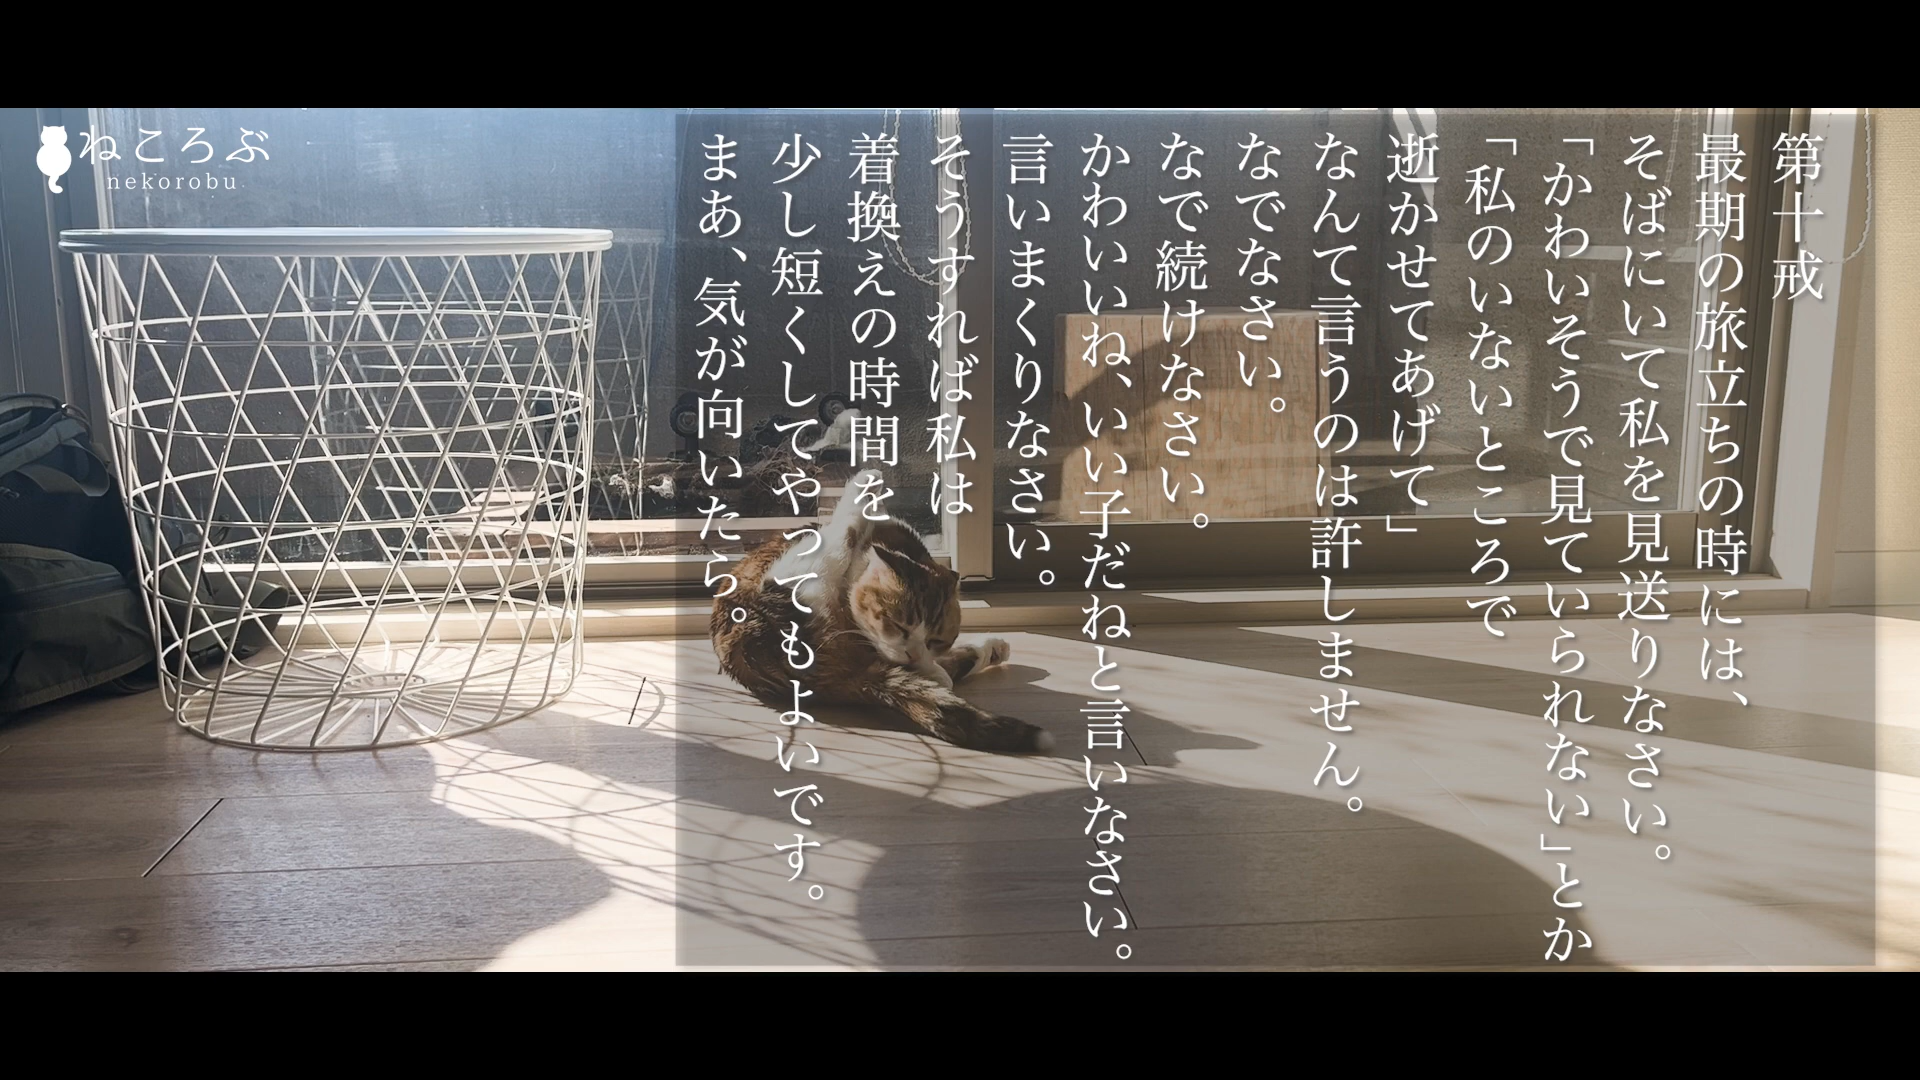 ねころぶ
nekorobu
第十戒
最期の旅立ちの時には、
そばにいて私を見送りなさい。
「かわいそうで見ていられない」とか
「私のいないところで
逝かせてあげて」
なんて言うのは許しません。
なでなさい。
なで続けなさい。
かわいいね、いい子だねと言いなさい。
言いまくりなさい。
そうすれば私は
着換えの時間を
少し短くしてやってもよいです。
まあ、気が向いたら。